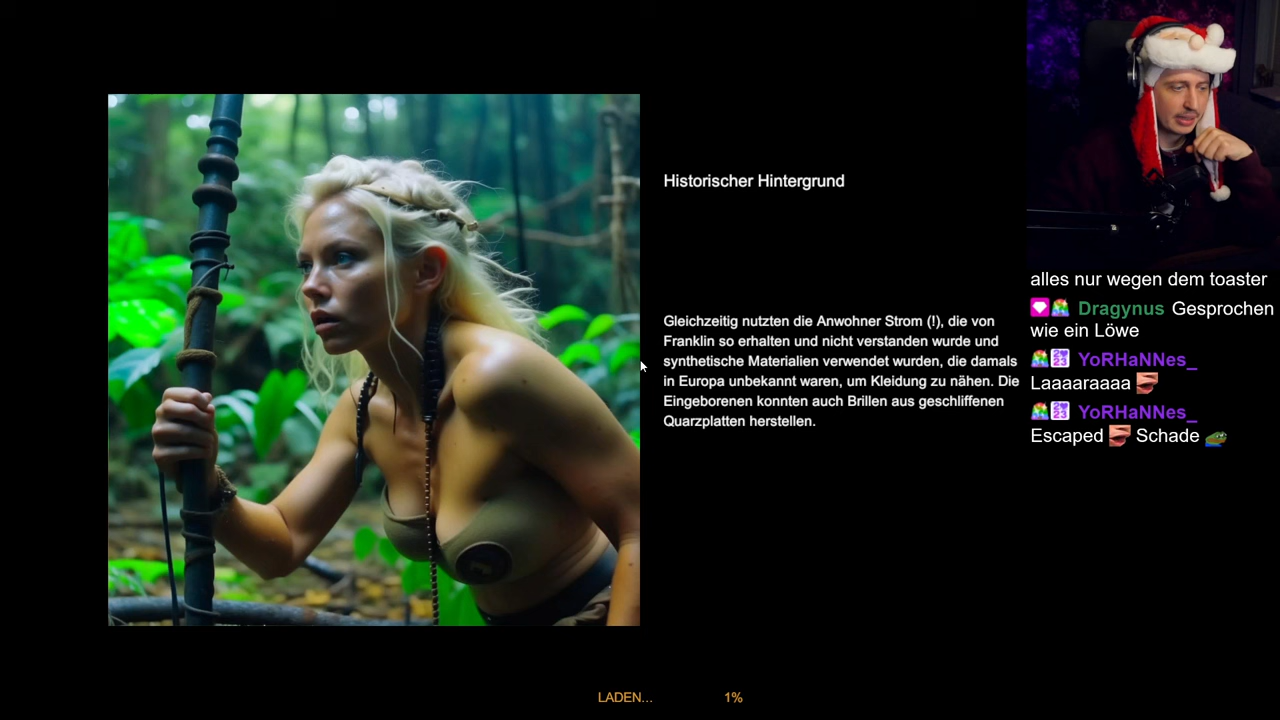 Historischer Hintergrund
Gleichzeitig nutzten die Anwohner Strom (!), die von
Franklin so erhalten und nicht verstanden wurde und
synthetische Materialien verwendet wurden, die damals
in Europa unbekannt waren, um Kleidung zu nähen. Die
Eingeborenen konnten auch Brillen aus geschliffenen
Quarzplatten herstellen.
LADEN... 1%
alles nur wegen dem toaster
Dragynus Gesprochen
wie ein Löwe
YoRHaNNes_
Laaaaraaaa
YoRHaNNes_
Escaped Schade